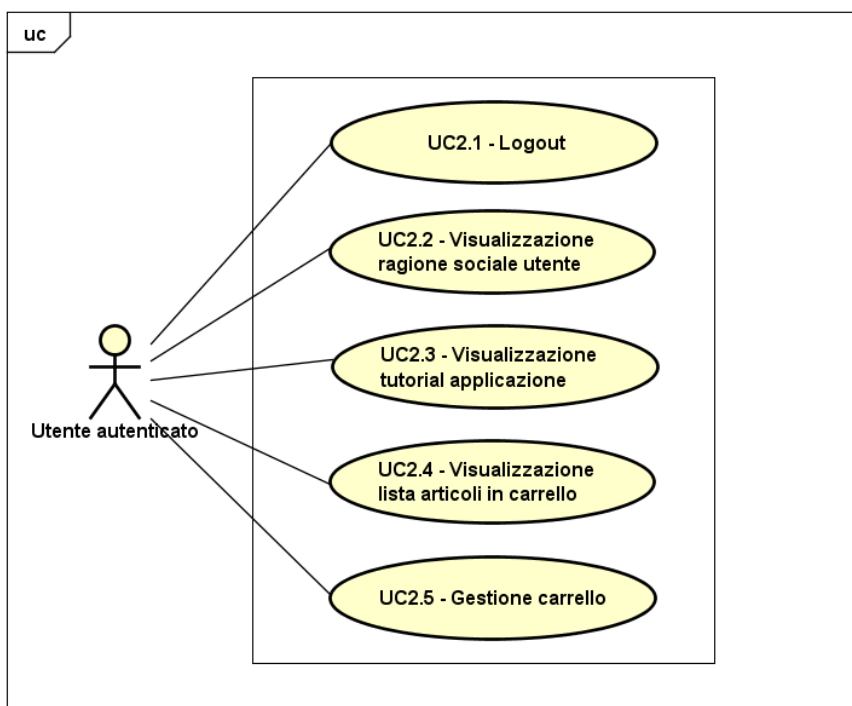 uc
UC2.1 - Logout
UC2.2 - Visualizzazione
ragione sociale utente
UC2.3 - Visualizzazione
tutorial applicazione
Utente autenticato
UC2.4 - Visualizzazione
lista articoli in carrello
UC2.5 - Gestione carrello